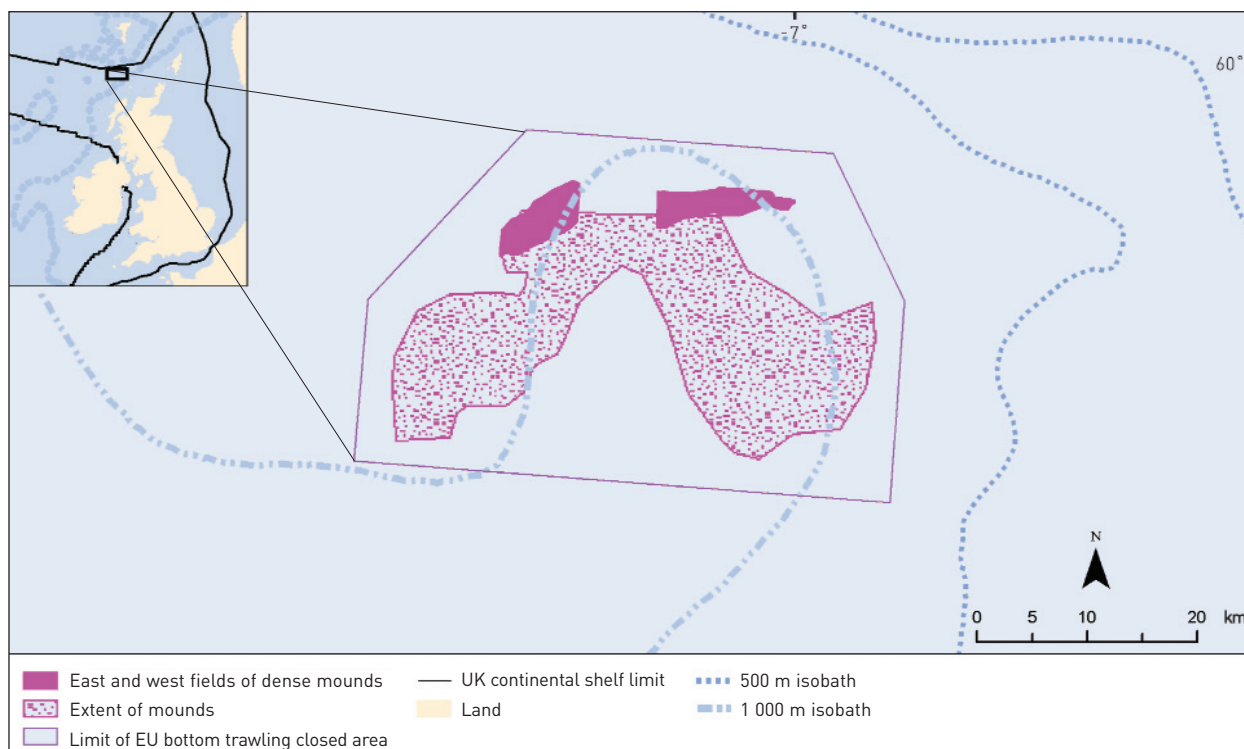 -7°
60°
N
0 5 10 20 km
East and west fields of dense mounds
UK continental shelf limit
500 m isobath
Extent of mounds
Land
1 000 m isobath
Limit of EU bottom trawling closed area